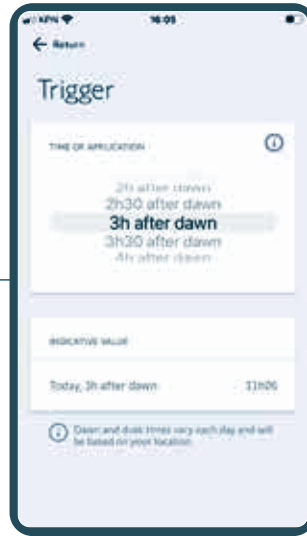 KPN 16:05
Return
Trigger
TIME OF APPLICATION
2h after dawn
2h30 after dawn
3h after dawn
3h30 after dawn
4h after dawn
INDICATIVE VALUE
Today, 3h after dawn 11h06
Dawn and dusk times vary each day and will
be based on your location